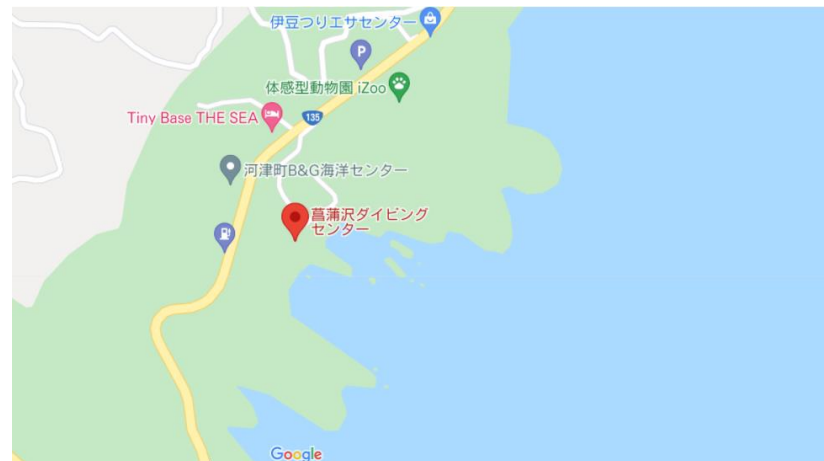 伊豆つりエサセンター
P
体感型動物園 iZoo
Tiny Base THE SEA
135
河津町B&G海洋センター
菖蒲沢ダイビング
センター
Google